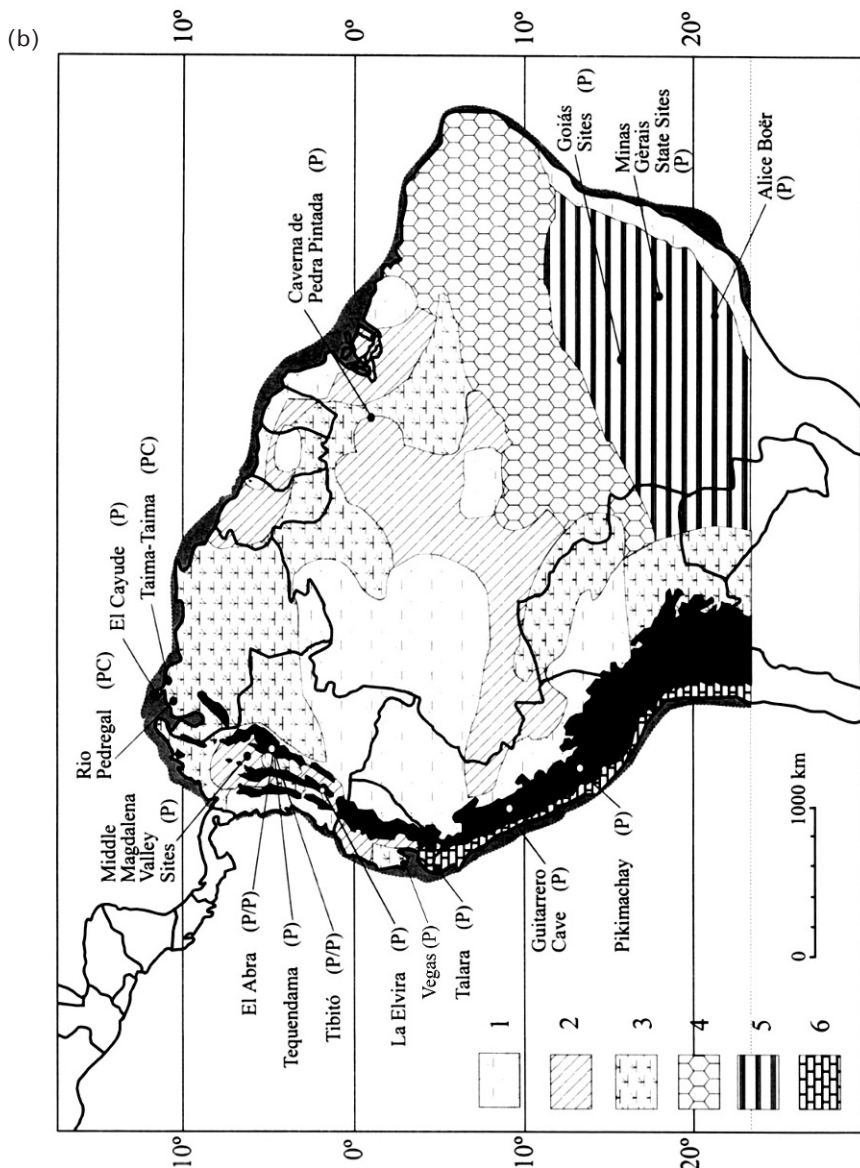 (b)
10°
0°
10°
20°
10°
0°
10°
20°
Rio
Pedregal (PC)
El Cayude (P)
Taima-Taima (PC)
Middle
Magdalena
Valley
Sites (P)
El Abra (P/P)
Tequendama (P)
Tibitó (P/P)
La Elvira (P)
Vegas (P)
Talara (P)
Guitarrero
Cave (P)
Pikimachay (P)
Caverna de
Pedra Pintada (P)
Goiás
Sites (P)
Minas
Gèrais
State Sites
(P)
Alice Boër
(P)
1
2
3
4
5
6
0
1000 km